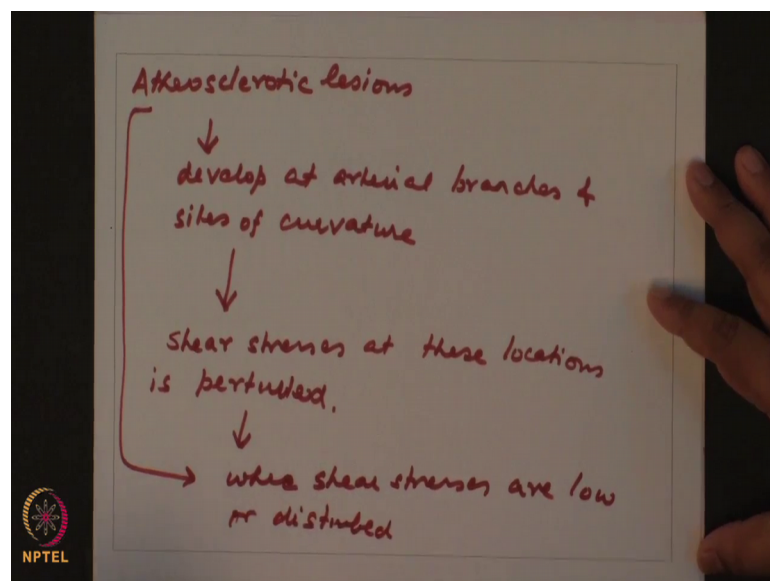 Atheosclerotic lesions
↓
develop at arterial branches &
sites of curvature
↓
shear stresses at these locations
is perturbed.
↓
where shear stresses are low
or disturbed
NPTEL